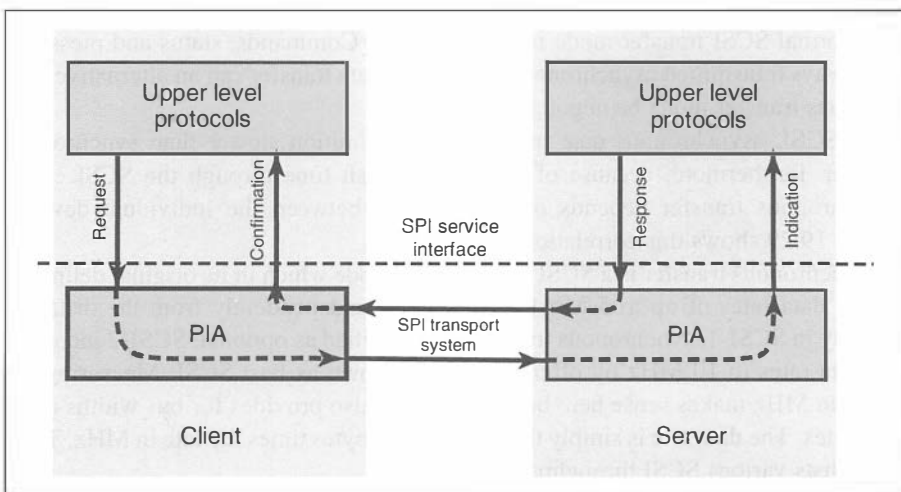 Upper level
protocols
Upper level
protocols
Request
Confirmation
Response
Indication
SPI service
interface
PIA
SPI transport
system
PIA
Client
Server